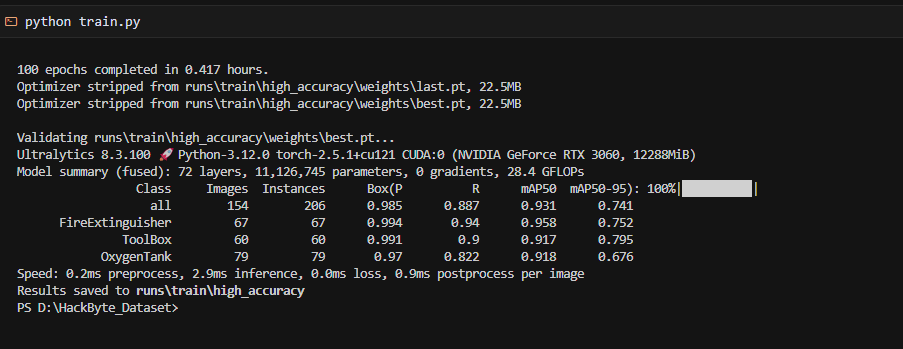 python train.py
100 epochs completed in 0.417 hours.
Optimizer stripped from runs\train\high_accuracy\weights\last.pt, 22.5MB
Optimizer stripped from runs\train\high_accuracy\weights\best.pt, 22.5MB
Validating runs\train\high_accuracy\weights\best.pt...
Ultralytics 8.3.100 🚀 Python-3.12.0 torch-2.5.1+cu121 CUDA:0 (NVIDIA GeForce RTX 3060, 12288MiB)
Model summary (fused): 72 layers, 11,126,745 parameters, 0 gradients, 28.4 GFLOPs
Class Images Instances Box(P R mAP50 mAP50-95): 100%|██████████|
all 154 206 0.985 0.887 0.931 0.741
FireExtinguisher 67 67 0.994 0.94 0.958 0.752
ToolBox 60 60 0.991 0.9 0.917 0.795
OxygenTank 79 79 0.97 0.822 0.918 0.676
Speed: 0.2ms preprocess, 2.9ms inference, 0.0ms loss, 0.9ms postprocess per image
Results saved to runs\train\high_accuracy
PS D:\HackByte_Dataset>